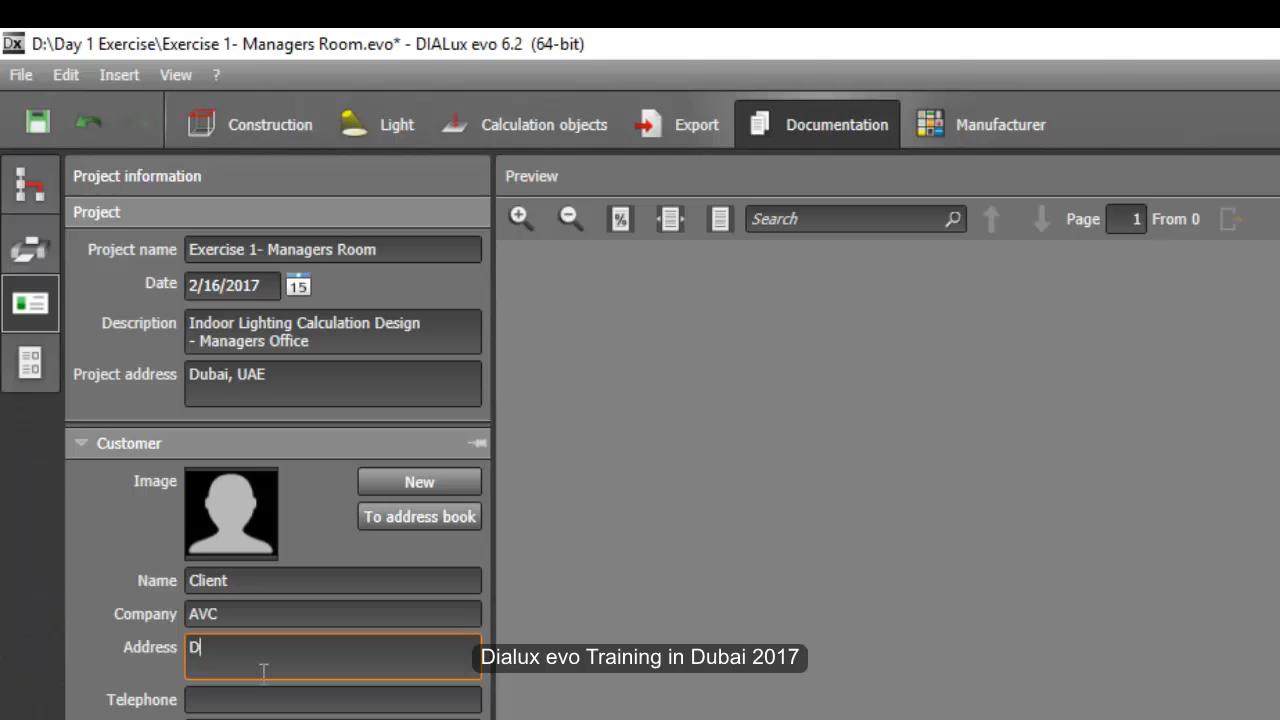 Dx D:\Day 1 Exercise\Exercise 1- Managers Room.evo* - DIALux evo 6.2 (64-bit)
File Edit Insert View ?
Construction Light Calculation objects Export Documentation Manufacturer
Project information
Preview
Project
% Search Page 1 From 0
Project name Exercise 1- Managers Room
Date 2/16/2017 15
Description Indoor Lighting Calculation Design
- Managers Office
Project address Dubai, UAE
Customer
Image New
To address book
Name Client
Company AVC
Address D
Dialux evo Training in Dubai 2017
Telephone